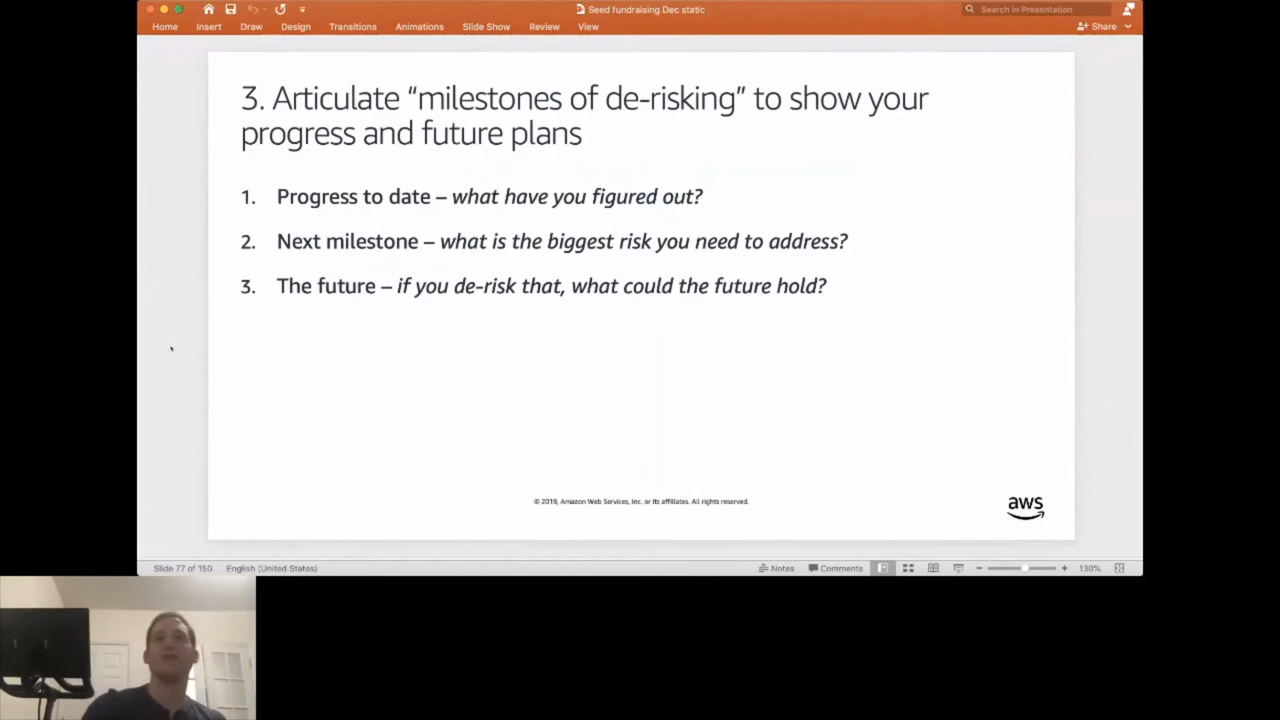 Seed fundraising Dec static
Search in Presentation
Home Insert Draw Design Transitions Animations Slide Show Review View Share
3. Articulate “milestones of de-risking” to show your
progress and future plans
1. Progress to date – what have you figured out?
2. Next milestone – what is the biggest risk you need to address?
3. The future – if you de-risk that, what could the future hold?
© 2019, Amazon Web Services, Inc. or its affiliates. All rights reserved.
aws
Slide 77 of 150 English (United States) Notes Comments 130%